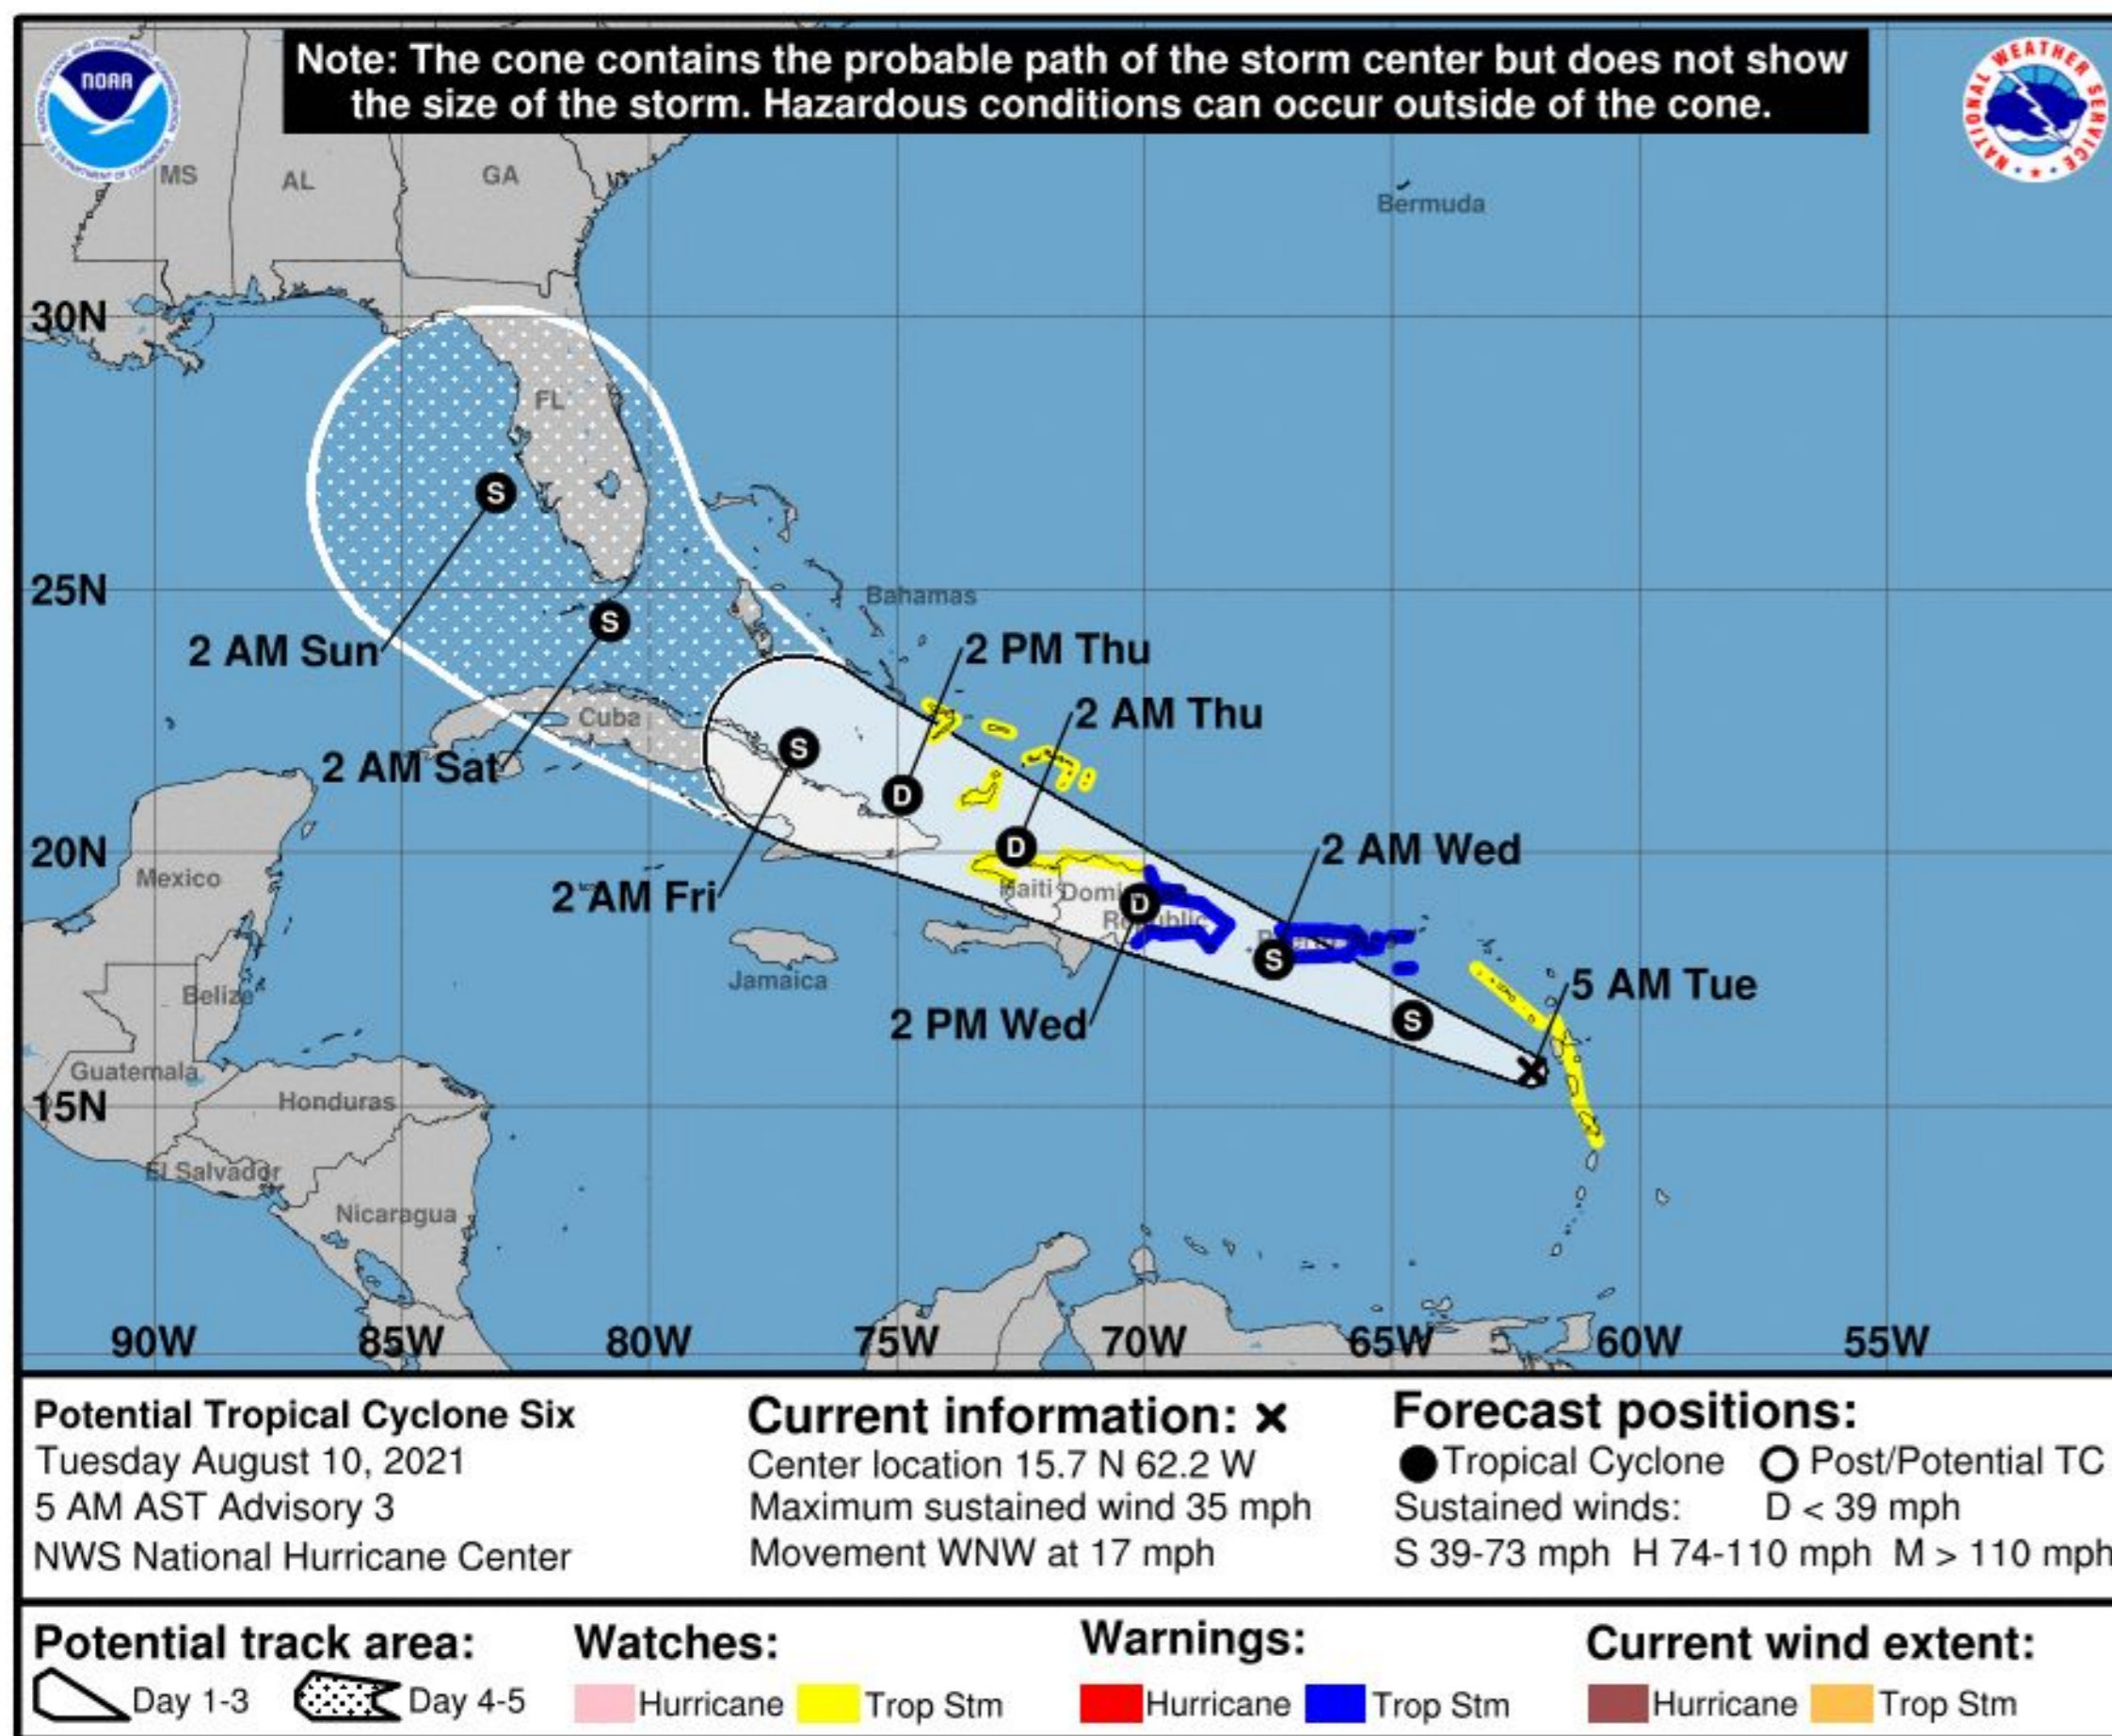 Note: The cone contains the probable path of the storm center but does not show
the size of the storm. Hazardous conditions can occur outside of the cone.
NOAA
NATIONAL WEATHER SERVICE
MS
AL
GA
Bermuda
30N
FL
25N
Bahamas
2 AM Sun
2 PM Thu
2 AM Thu
Cuba
2 AM Sat
20N
2 AM Wed
Mexico
2 AM Fri
Haiti
Republic
Jamaica
Belize
5 AM Tue
2 PM Wed
Guatemala
15N
Honduras
El Salvador
Nicaragua
S
S
S
D
D
D
S
S
90W 85W 80W 75W 70W 65W 60W 55W
Potential Tropical Cyclone Six
Tuesday August 10, 2021
5 AM AST Advisory 3
NWS National Hurricane Center
Current information: x
Center location 15.7 N 62.2 W
Maximum sustained wind 35 mph
Movement WNW at 17 mph
Forecast positions:
Tropical Cyclone Post/Potential TC
Sustained winds: D < 39 mph
S 39-73 mph H 74-110 mph M > 110 mph
Potential track area:
Day 1-3 Day 4-5
Watches:
Hurricane Trop Stm
Warnings:
Hurricane Trop Stm
Current wind extent:
Hurricane Trop Stm